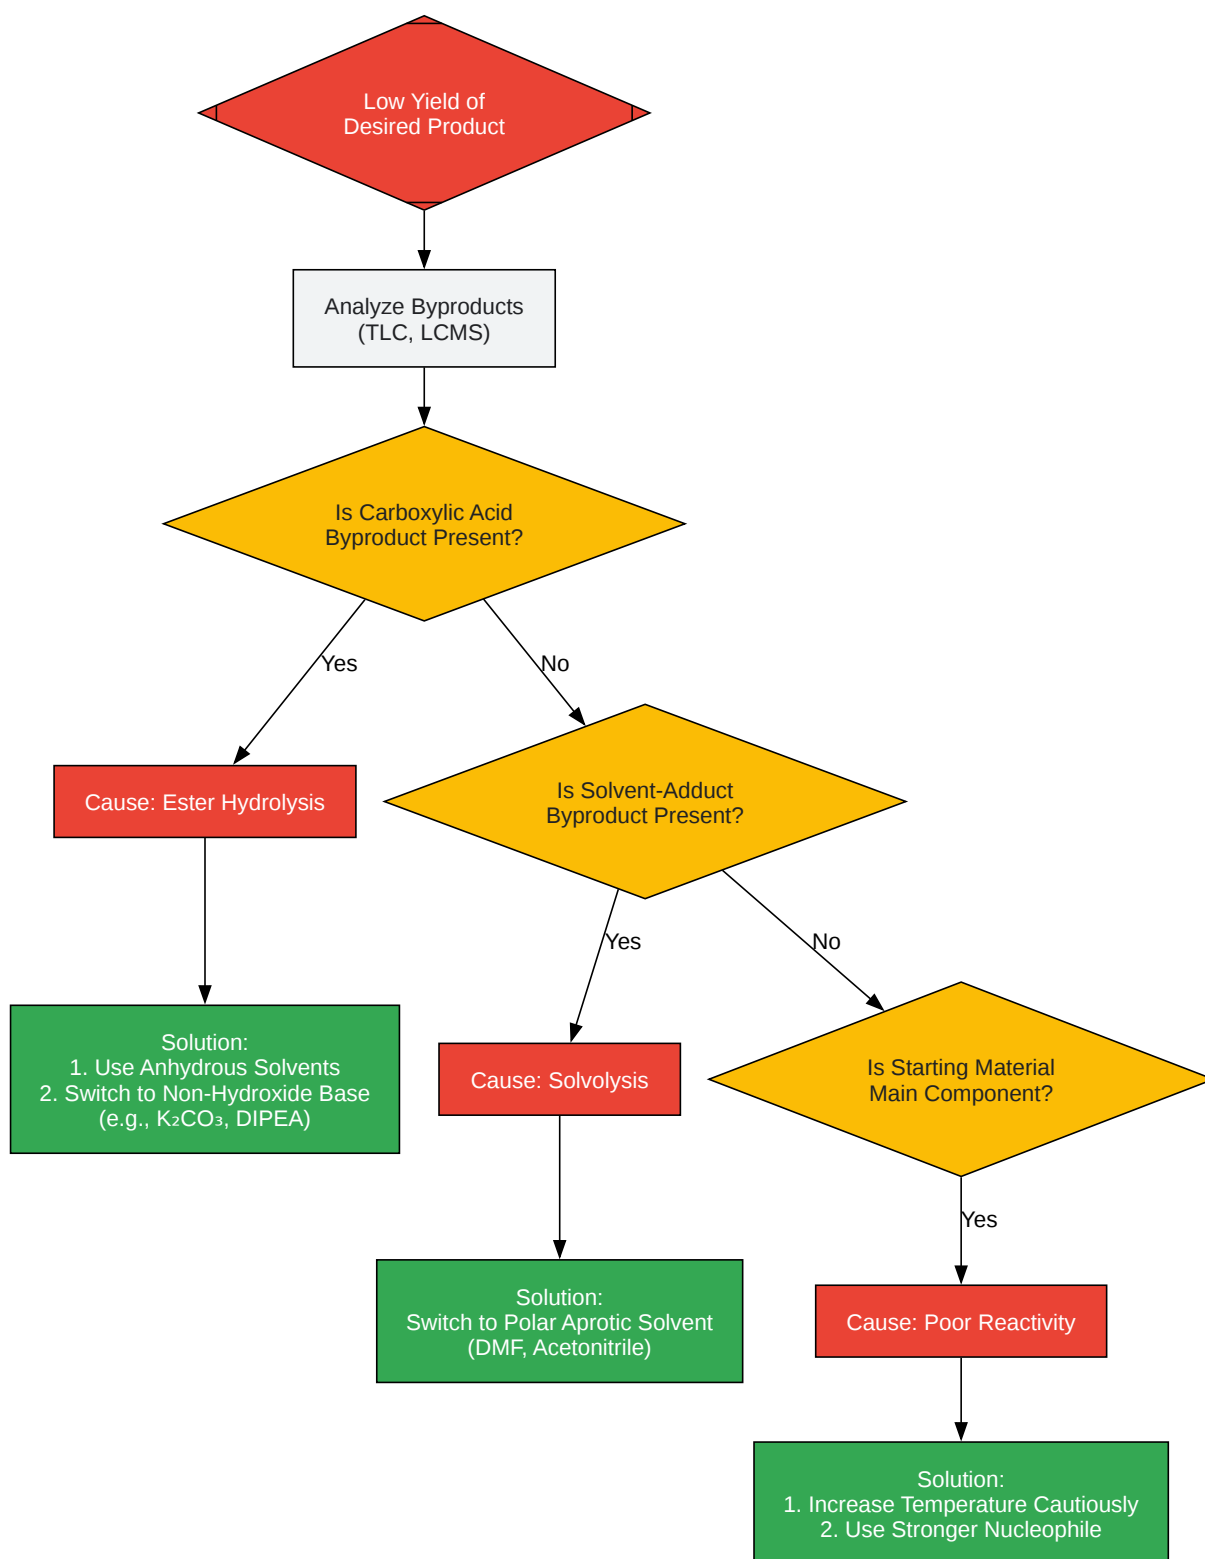 Low Yield of
Desired Product
Analyze Byproducts
(TLC, LCMS)
Is Carboxylic Acid
Byproduct Present?
Yes
No
Cause: Ester Hydrolysis
Is Solvent-Adduct
Byproduct Present?
Yes
No
Solution:
1. Use Anhydrous Solvents
2. Switch to Non-Hydroxide Base
(e.g., K₂CO₃, DIPEA)
Cause: Solvolysis
Is Starting Material
Main Component?
Yes
Solution:
Switch to Polar Aprotic Solvent
(DMF, Acetonitrile)
Cause: Poor Reactivity
Solution:
1. Increase Temperature Cautiously
2. Use Stronger Nucleophile